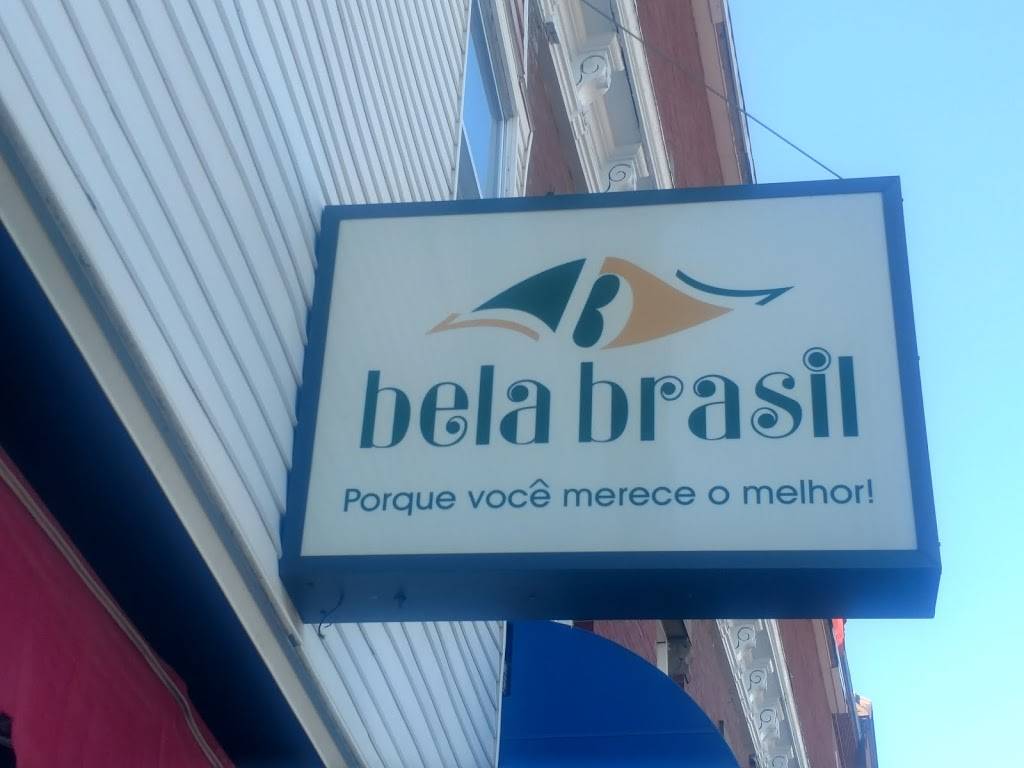 B
bela brasil
Porque você merece o melhor!